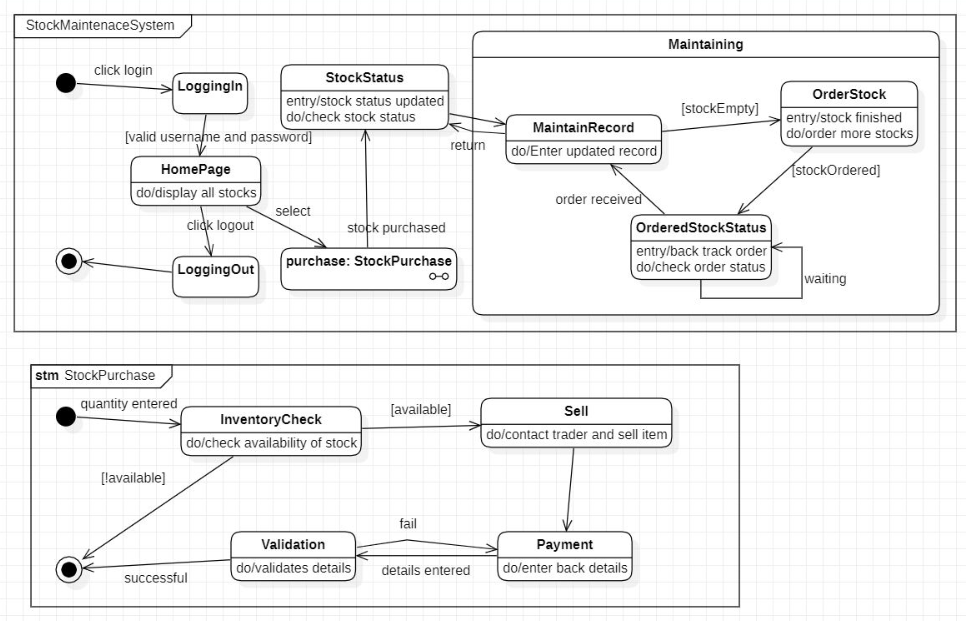 StockMaintenaceSystem
click login
LoggingIn
[valid username and password]
HomePage
do/display all stocks
click logout
LoggingOut
select
purchase: StockPurchase
stock purchased
StockStatus
entry/stock status updated
do/check stock status
return
Maintaining
MaintainRecord
do/Enter updated record
[stockEmpty]
OrderStock
entry/stock finished
do/order more stocks
[stockOrdered]
order received
OrderedStockStatus
entry/back track order
do/check order status
waiting
stm StockPurchase
quantity entered
InventoryCheck
do/check availability of stock
[available]
Sell
do/contact trader and sell item
[!available]
fail
Validation
do/validates details
Payment
do/enter back details
details entered
successful